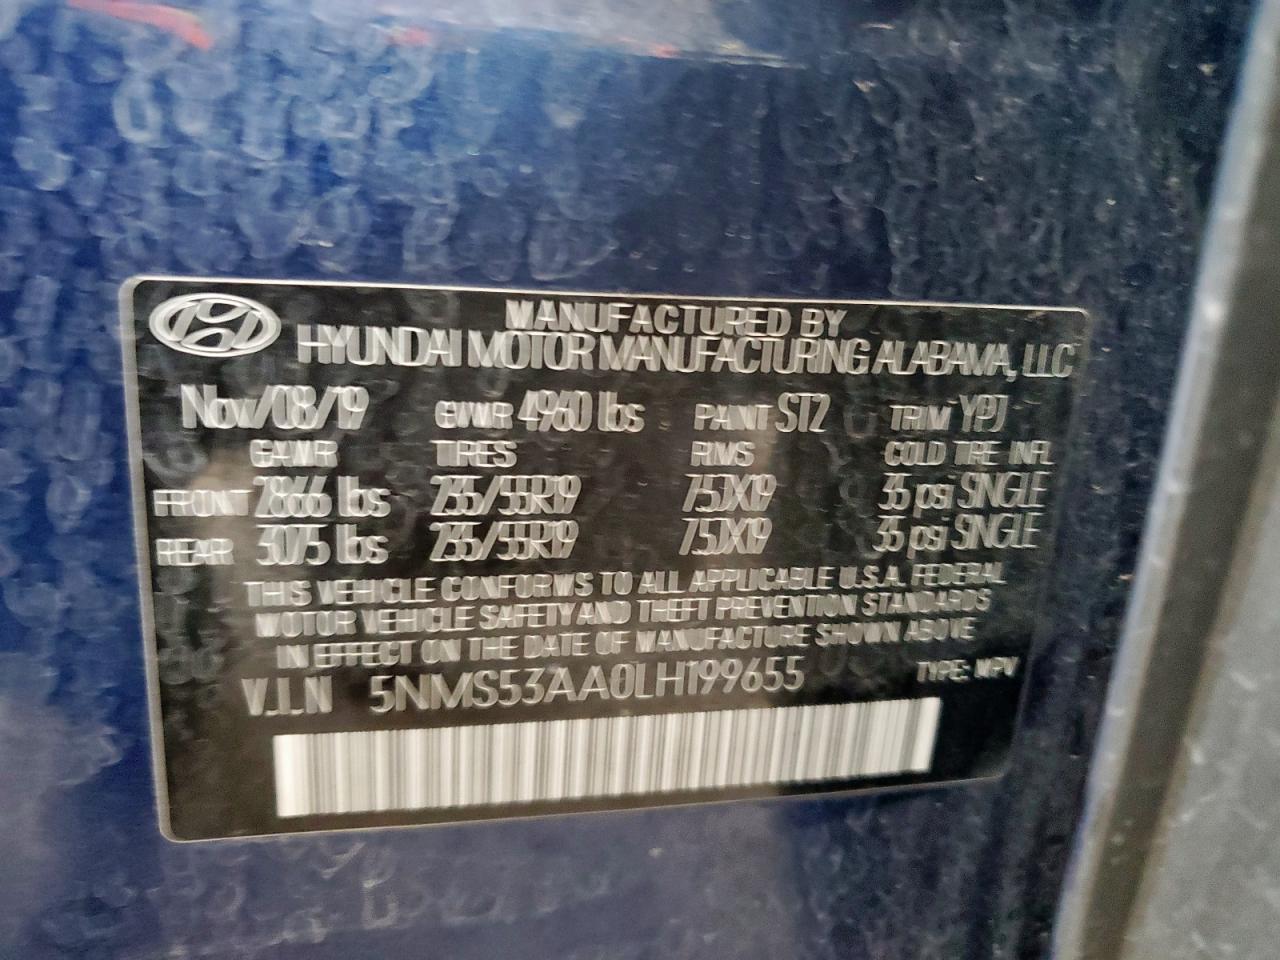 MANUFACTURED BY
HYUNDAI MOTOR MANUFACTURING ALABAMA, LLC
Nov/08/19 GVWR 4960 lbs PAINT ST2 TRIM YPJ
GAWR TIRES RIMS COLD TIRE INFL
FRONT 2866 lbs 235/55R19 7.5JX19 35 psi SINGLE
REAR 3075 lbs 235/55R19 7.5JX19 35 psi SINGLE
THIS VEHICLE CONFORMS TO ALL APPLICABLE U.S.A. FEDERAL
MOTOR VEHICLE SAFETY AND THEFT PREVENTION STANDARDS
IN EFFECT ON THE DATE OF MANUFACTURE SHOWN ABOVE
V.I.N 5NMS53AA0LH199655 TYPE: MPV